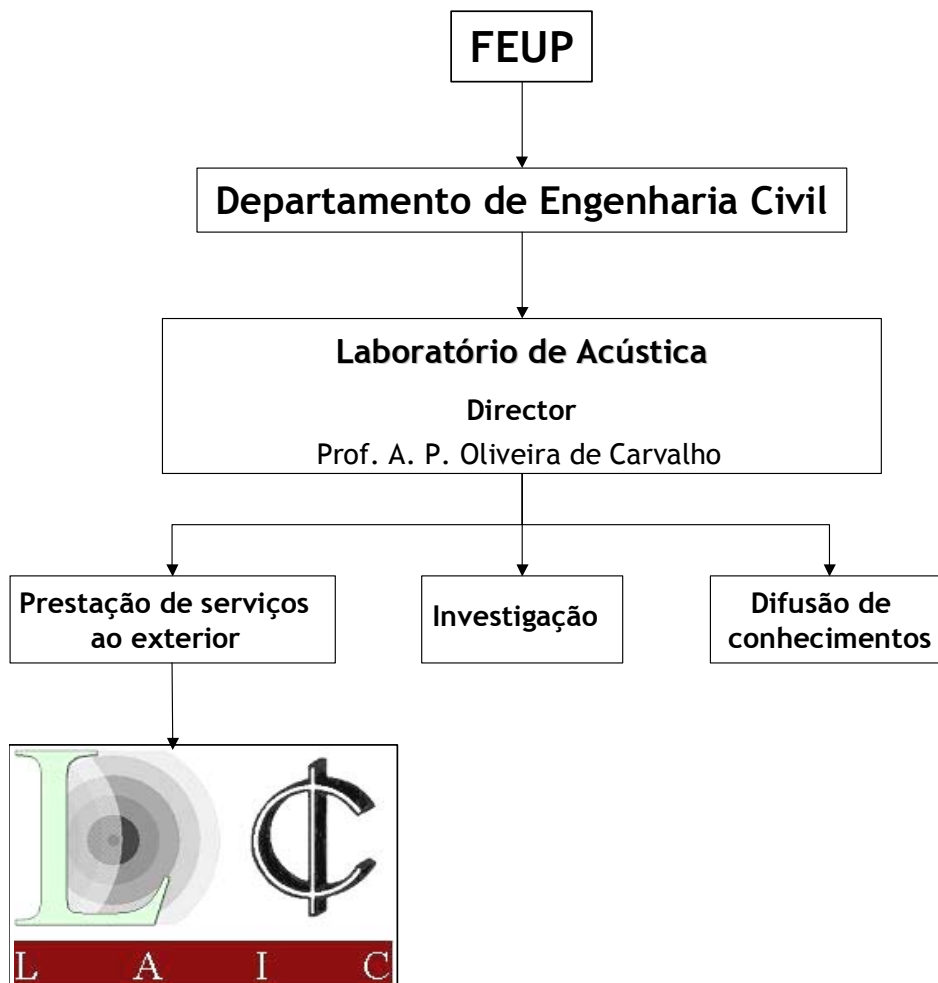 FEUP
Departamento de Engenharia Civil
Laboratório de Acústica
Director
Prof. A. P. Oliveira de Carvalho
Prestação de serviços
ao exterior
Investigação
Difusão de
conhecimentos
L A I C